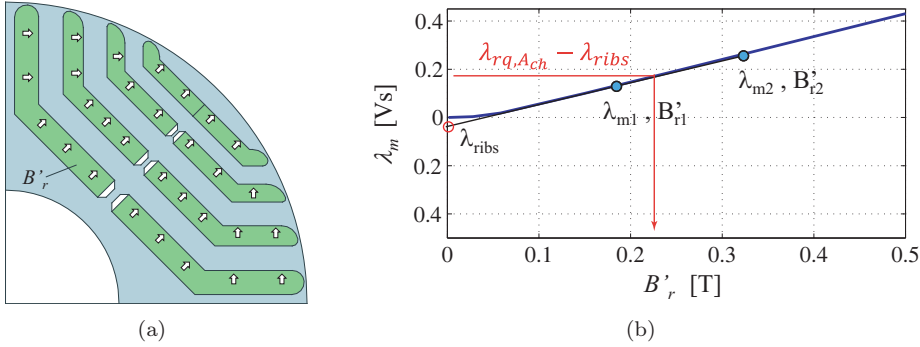 B'r
(a)
λm [Vs]
0.4
0.2
0
0.2
0.4
λrq,Ach − λribs
λm2 , B'r2
λm1 , B'r1
λribs
0
0.1
0.2
0.3
0.4
0.5
B'r [T]
(b)